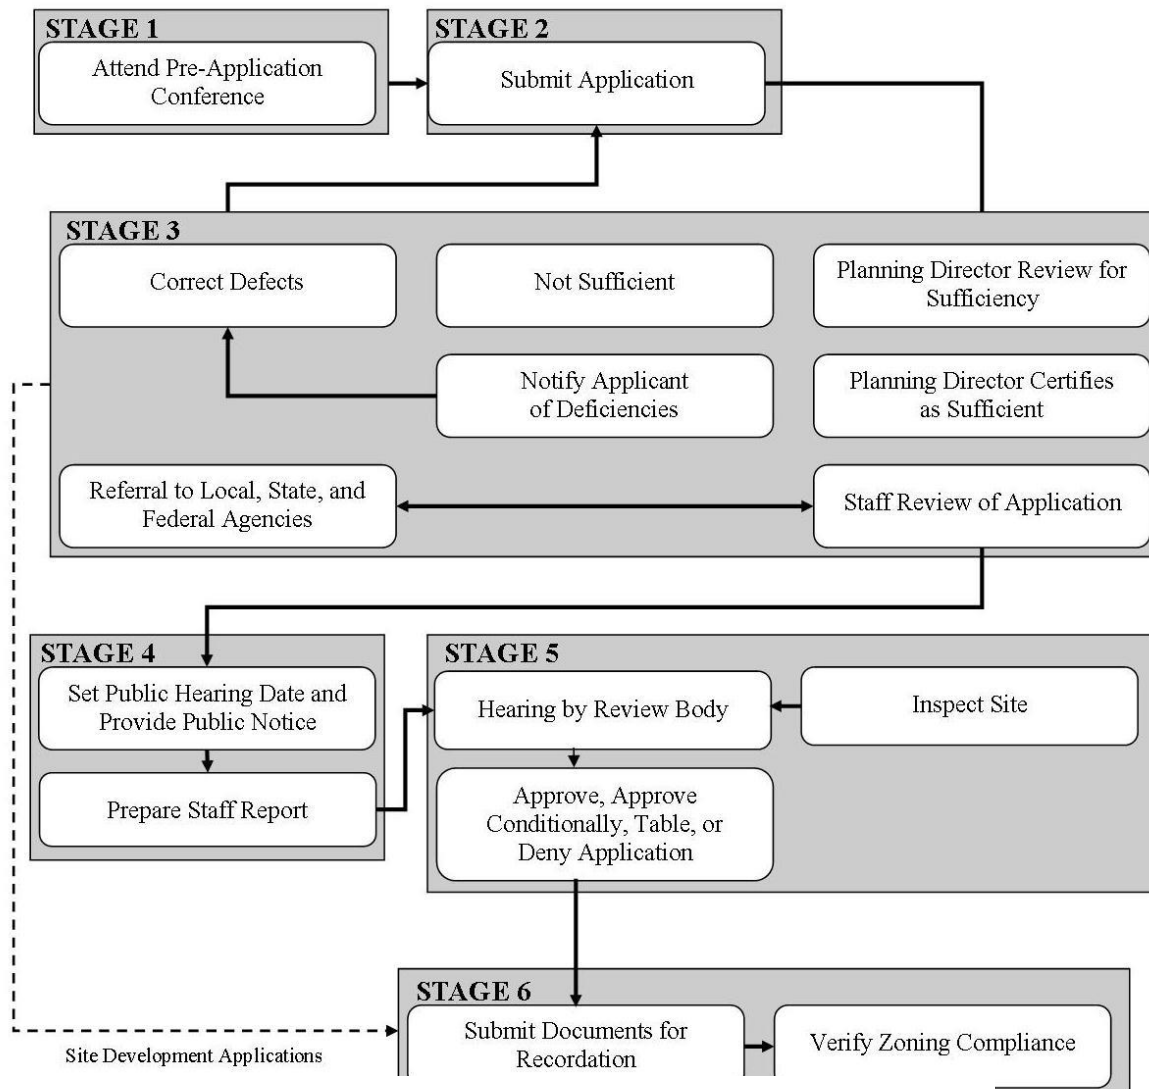 STAGE 1
Attend Pre-Application
Conference
STAGE 2
Submit Application
STAGE 3
Correct Defects
Not Sufficient
Planning Director Review for
Sufficiency
Notify Applicant
of Deficiencies
Planning Director Certifies
as Sufficient
Referral to Local, State, and
Federal Agencies
Staff Review of Application
STAGE 4
Set Public Hearing Date and
Provide Public Notice
Prepare Staff Report
STAGE 5
Hearing by Review Body
Inspect Site
Approve, Approve
Conditionally, Table, or
Deny Application
STAGE 6
Submit Documents for
Recordation
Verify Zoning Compliance
Site Development Applications